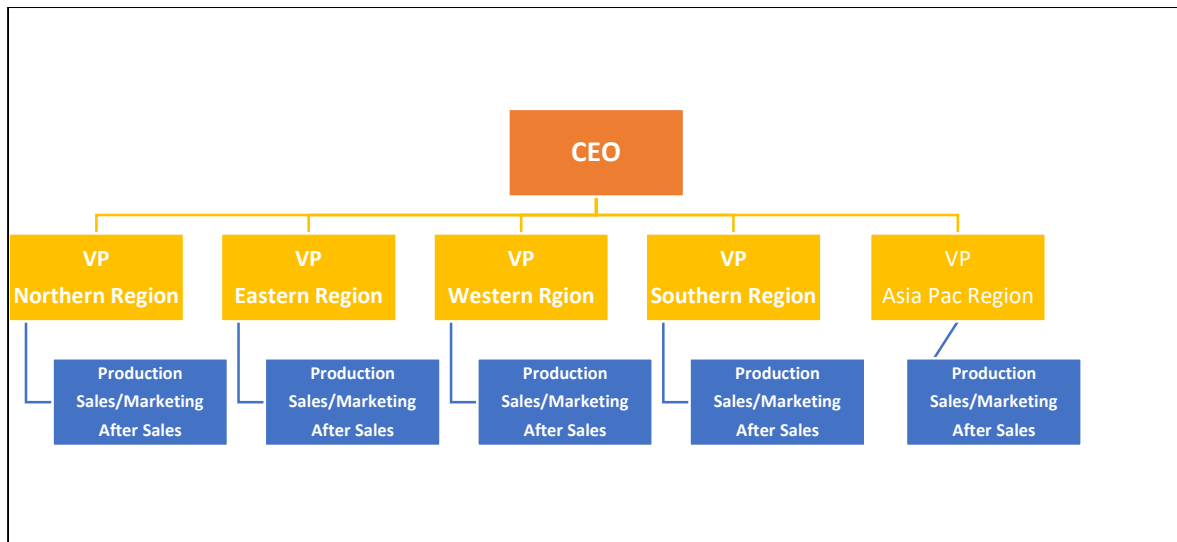 CEO
VP
Northern Region
VP
Eastern Region
VP
Western Rgion
VP
Southern Region
VP
Asia Pac Region
Production
Sales/Marketing
After Sales
Production
Sales/Marketing
After Sales
Production
Sales/Marketing
After Sales
Production
Sales/Marketing
After Sales
Production
Sales/Marketing
After Sales